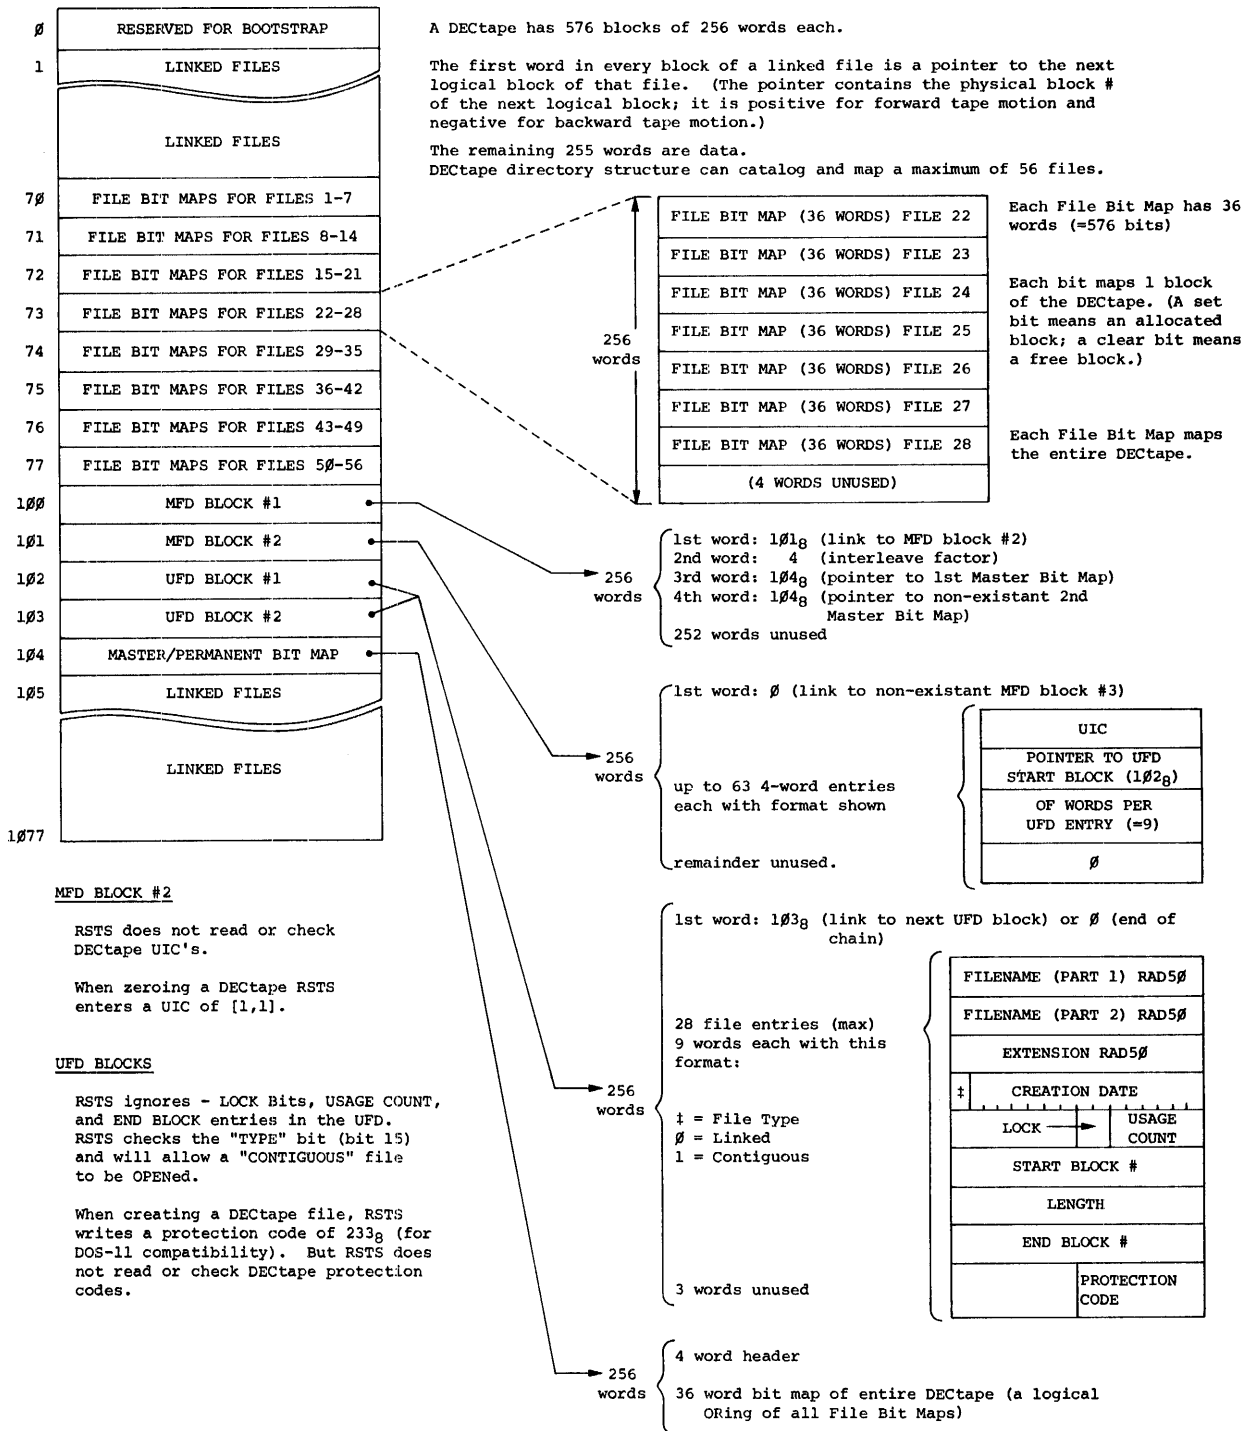 Ø RESERVED FOR BOOTSTRAP
1 LINKED FILES
LINKED FILES
7Ø FILE BIT MAPS FOR FILES 1-7
71 FILE BIT MAPS FOR FILES 8-14
72 FILE BIT MAPS FOR FILES 15-21
73 FILE BIT MAPS FOR FILES 22-28
74 FILE BIT MAPS FOR FILES 29-35
75 FILE BIT MAPS FOR FILES 36-42
76 FILE BIT MAPS FOR FILES 43-49
77 FILE BIT MAPS FOR FILES 5Ø-56
1ØØ MFD BLOCK #1
1Ø1 MFD BLOCK #2
1Ø2 UFD BLOCK #1
1Ø3 UFD BLOCK #2
1Ø4 MASTER/PERMANENT BIT MAP
1Ø5 LINKED FILES
LINKED FILES
1Ø77
A DECtape has 576 blocks of 256 words each.
The first word in every block of a linked file is a pointer to the next
logical block of that file. (The pointer contains the physical block #
of the next logical block; it is positive for forward tape motion and
negative for backward tape motion.)
The remaining 255 words are data.
DECtape directory structure can catalog and map a maximum of 56 files.
256
words
FILE BIT MAP (36 WORDS) FILE 22
FILE BIT MAP (36 WORDS) FILE 23
FILE BIT MAP (36 WORDS) FILE 24
FILE BIT MAP (36 WORDS) FILE 25
FILE BIT MAP (36 WORDS) FILE 26
FILE BIT MAP (36 WORDS) FILE 27
FILE BIT MAP (36 WORDS) FILE 28
(4 WORDS UNUSED)
Each File Bit Map has 36
words (=576 bits)
Each bit maps 1 block
of the DECtape. (A set
bit means an allocated
block; a clear bit means
a free block.)
Each File Bit Map maps
the entire DECtape.
256
words
1st word: 1Ø1₈ (link to MFD block #2)
2nd word: 4 (interleave factor)
3rd word: 1Ø4₈ (pointer to 1st Master Bit Map)
4th word: 1Ø4₈ (pointer to non-existant 2nd
Master Bit Map)
252 words unused
256
words
1st word: Ø (link to non-existant MFD block #3)
up to 63 4-word entries
each with format shown
remainder unused.
UIC
POINTER TO UFD
START BLOCK (1Ø2₈)
OF WORDS PER
UFD ENTRY (=9)
Ø
MFD BLOCK #2
RSTS does not read or check
DECtape UIC's.
When zeroing a DECtape RSTS
enters a UIC of [1,1].
UFD BLOCKS
RSTS ignores - LOCK Bits, USAGE COUNT,
and END BLOCK entries in the UFD.
RSTS checks the "TYPE" bit (bit 15)
and will allow a "CONTIGUOUS" file
to be OPENed.
When creating a DECtape file, RSTS
writes a protection code of 233₈ (for
DOS-11 compatibility). But RSTS does
not read or check DECtape protection
codes.
256
words
1st word: 1Ø3₈ (link to next UFD block) or Ø (end of
chain)
28 file entries (max)
9 words each with this
format:
‡ = File Type
Ø = Linked
1 = Contiguous
3 words unused
FILENAME (PART 1) RAD5Ø
FILENAME (PART 2) RAD5Ø
EXTENSION RAD5Ø
‡ CREATION DATE
LOCK USAGE
COUNT
START BLOCK #
LENGTH
END BLOCK #
PROTECTION
CODE
256
words
4 word header
36 word bit map of entire DECtape (a logical
ORing of all File Bit Maps)